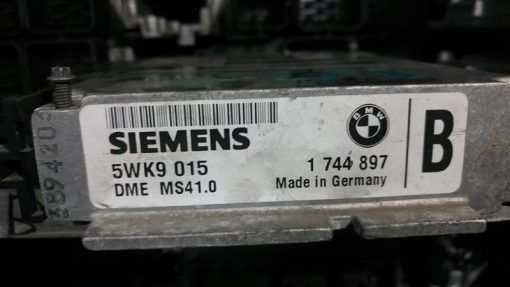 SIEMENS
5WK9 015
DME MS41.0
BMW
1 744 897
Made in Germany
B